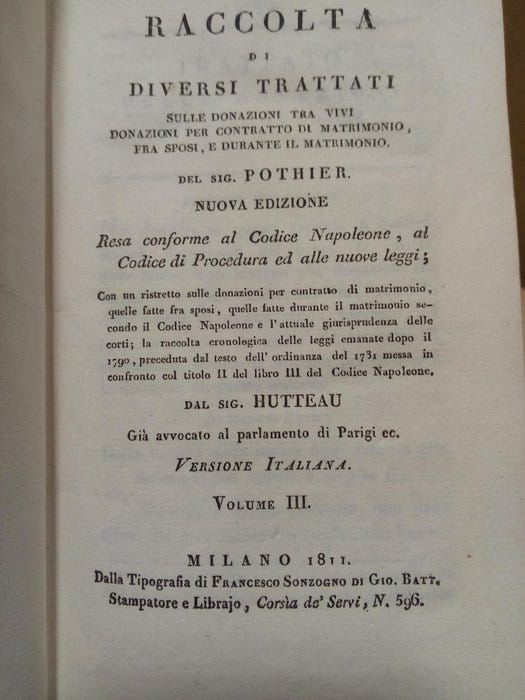 RACCOLTA
DI
DIVERSI TRATTATI
SULLE DONAZIONI TRA VIVI
DONAZIONI PER CONTRATTO DI MATRIMONIO,
FRA SPOSI, E DURANTE IL MATRIMONIO.
DEL SIG. POTHIER.
NUOVA EDIZIONE
Resa conforme al Codice Napoleone, al
Codice di Procedura ed alle nuove leggi;
Con un ristretto sulle donazioni per contratto di matrimonio,
quelle fatte fra sposi, quelle fatte durante il matrimonio se-
condo il Codice Napoleone e l'attuale giurisprudenza delle
corti; la raccolta cronologica delle leggi emanate dopo il
1790, preceduta dal testo dell'ordinanza del 1731 messa in
confronto col titolo II del libro III del Codice Napoleone.
DAL SIG. HUTTEAU
Già avvocato al parlamento di Parigi ec.
VERSIONE ITALIANA.
VOLUME III.
MILANO 1811.
Dalla Tipografia di FRANCESCO SONZOGNO DI GIO. BATT.
Stampatore e Librajo, Corsìa de' Servi, N. 596.